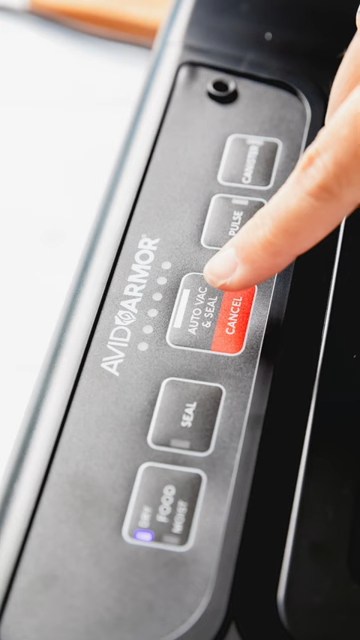 AVID ARMOR®
CANISTER
PULSE
AUTO VAC
& SEAL
CANCEL
SEAL
DRY
FOOD
MOIST